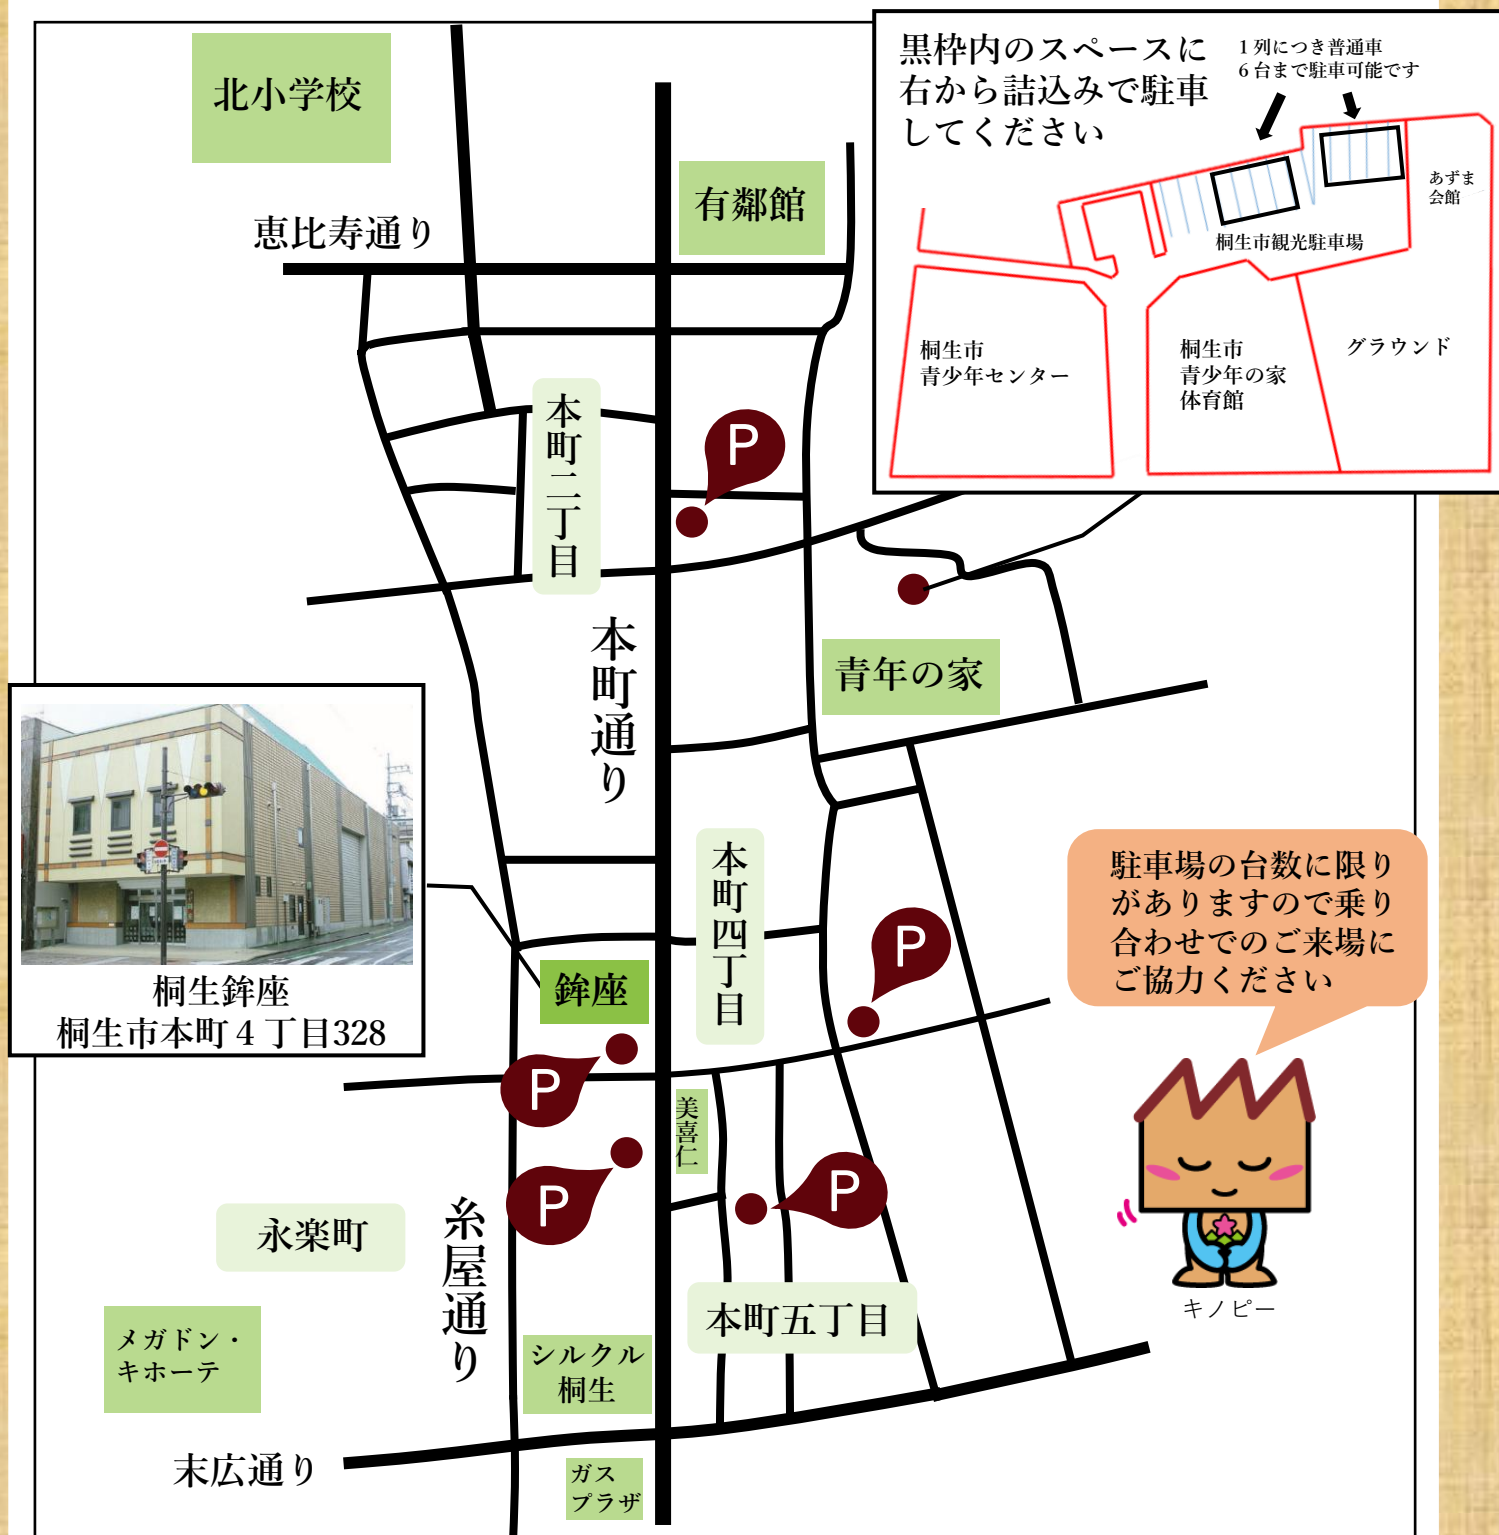 北小学校
恵比寿通り
有鄰館
黒枠内のスペースに
右から詰込みで駐車
してください
1列につき普通車
6台まで駐車可能です
あずま
会館
桐生市観光駐車場
桐生市
青少年センター
桐生市
青少年の家
体育館
グラウンド
本町二丁目
P
本町通り
青年の家
桐生鉾座
桐生市本町4丁目328
鉾座
本町四丁目
P
駐車場の台数に限り
がありますので乗り
合わせでのご来場に
ご協力ください
P
美喜仁
P
P
永楽町
糸屋通り
本町五丁目
キノピー
メガドン・
キホーテ
シルクル
桐生
末広通り
ガス
プラザ